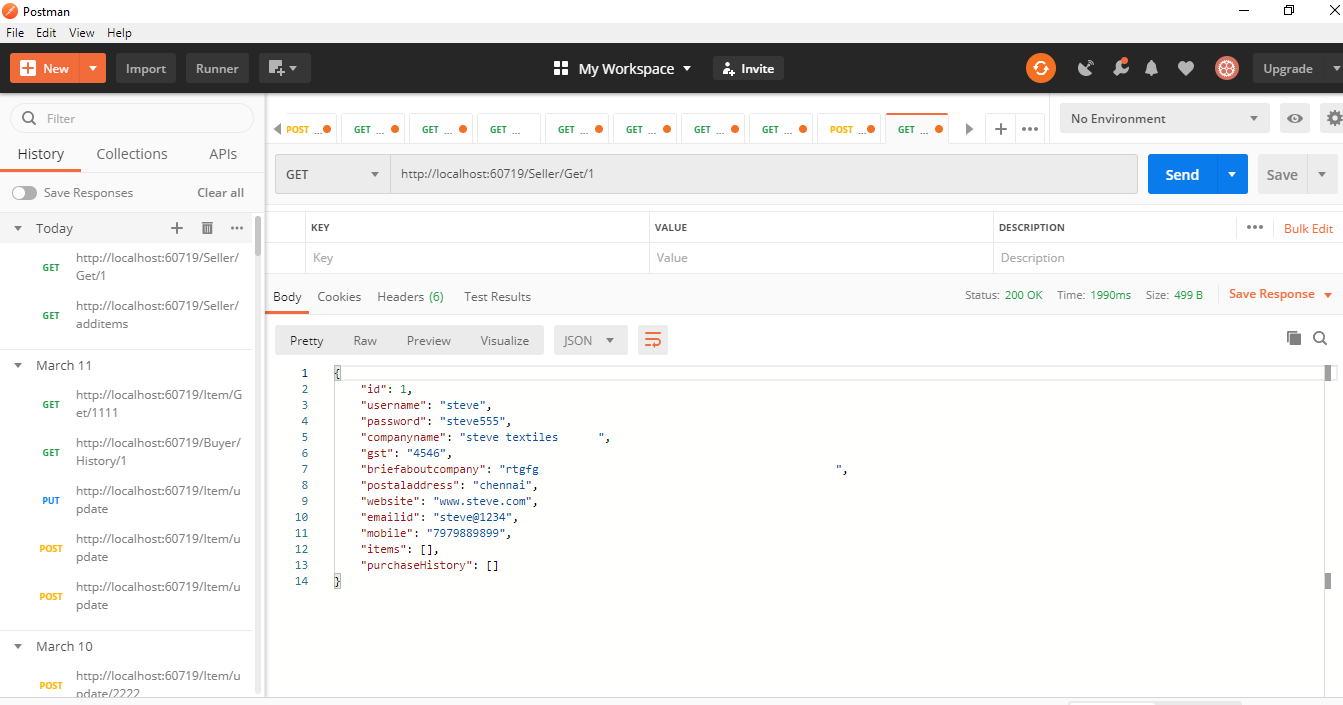 Postman
File Edit View Help
New Import Runner My Workspace Invite Upgrade
Filter
History Collections APIs
Save Responses Clear all
Today
GET http://localhost:60719/Seller/
Get/1
GET http://localhost:60719/Seller/
additems
March 11
GET http://localhost:60719/Item/G
et/1111
GET http://localhost:60719/Buyer/
History/1
PUT http://localhost:60719/Item/u
pdate
POST http://localhost:60719/Item/u
pdate
POST http://localhost:60719/Item/u
pdate
March 10
POST http://localhost:60719/Item/u
pdate/2222
POST ... GET ... GET ... GET ... GET ... GET ... GET ... GET ... POST ... GET ...
No Environment
GET http://localhost:60719/Seller/Get/1 Send Save
KEY VALUE DESCRIPTION ••• Bulk Edit
Key Value Description
Body Cookies Headers (6) Test Results Status: 200 OK Time: 1990ms Size: 499 B Save Response
Pretty Raw Preview Visualize JSON
1 {
2 "id": 1,
3 "username": "steve",
4 "password": "steve555",
5 "companyname": "steve textiles      ",
6 "gst": "4546",
7 "briefaboutcompany": "rtgfg                                             ",
8 "postaladdress": "chennai",
9 "website": "www.steve.com",
10 "emailid": "steve@1234",
11 "mobile": "7979889899",
12 "items": [],
13 "purchaseHistory": []
14 }